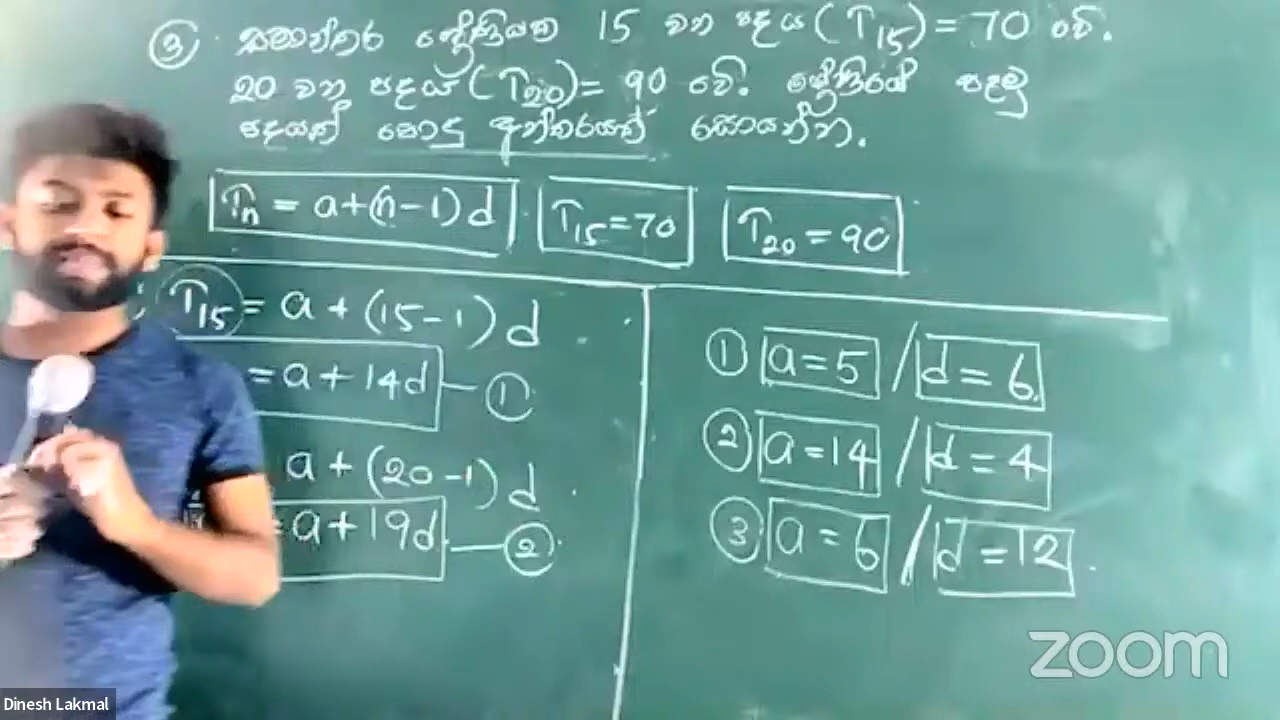 ③ සමාන්තර ශ්‍රේණියක 15 වන පදය (T₁₅) = 70 වේ.
20 වන පදය (T₂₀) = 90 වේ. ශ්‍රේණියේ පළමු
පදයත් පොදු අන්තරයත් සොයන්න.
Tₙ = a+(n-1)d T₁₅=70 T₂₀=90
T₁₅ = a + (15-1) d
= a + 14d — ①
a + (20-1) d
= a + 19d — ②
① a=5 / d = 6
② a=14 / d = 4
③ a=6 / d =12
zoom
Dinesh Lakmal